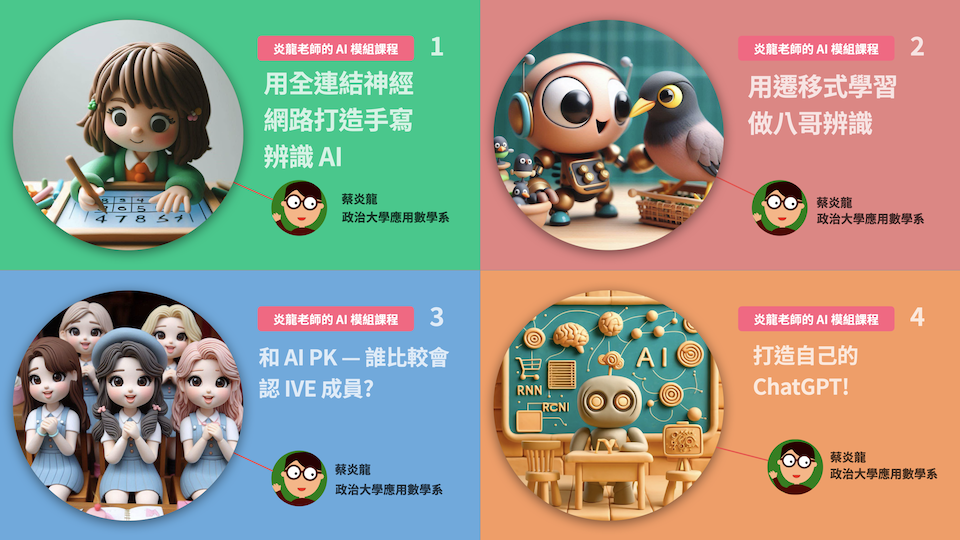 炎龍老師的 AI 模組課程
1
用全連結神經
網路打造手寫
辨識 AI
蔡炎龍
政治大學應用數學系
炎龍老師的 AI 模組課程
2
用遷移式學習
做八哥辨識
蔡炎龍
政治大學應用數學系
炎龍老師的 AI 模組課程
3
和 AI PK — 誰比較會
認 IVE 成員?
蔡炎龍
政治大學應用數學系
炎龍老師的 AI 模組課程
4
打造自己的
ChatGPT!
AI
RNN
RCNI
蔡炎龍
政治大學應用數學系